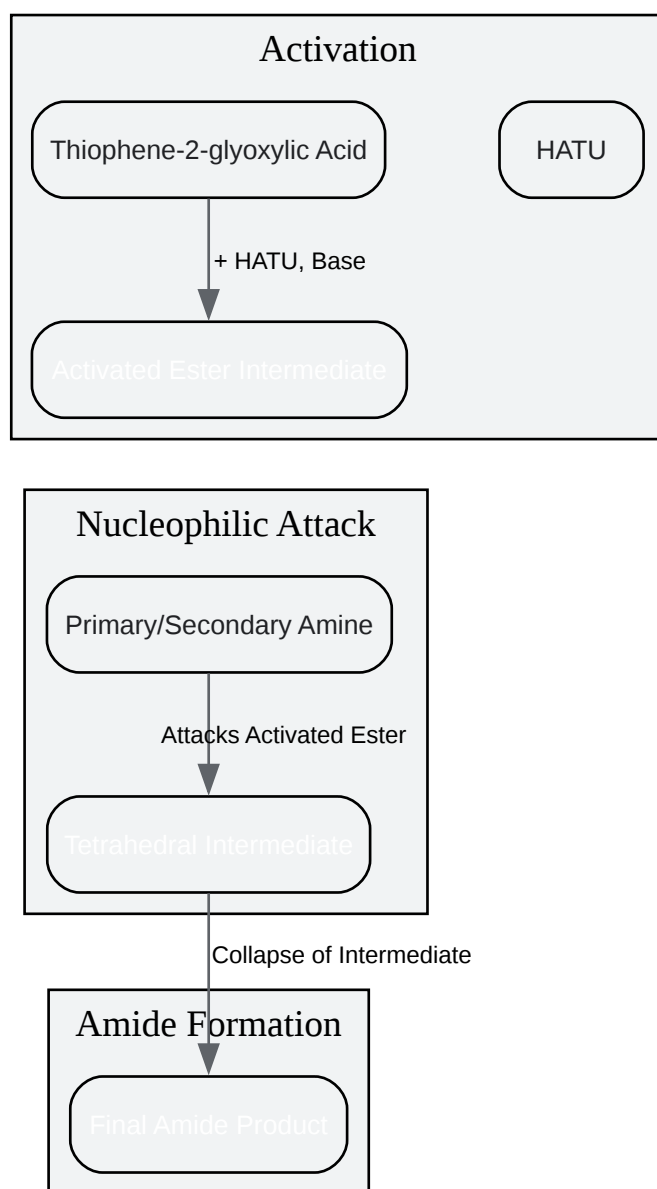 Activation
Thiophene-2-glyoxylic Acid
HATU
+ HATU, Base
Activated Ester Intermediate
Nucleophilic Attack
Primary/Secondary Amine
Attacks Activated Ester
Tetrahedral Intermediate
Collapse of Intermediate
Amide Formation
Final Amide Product